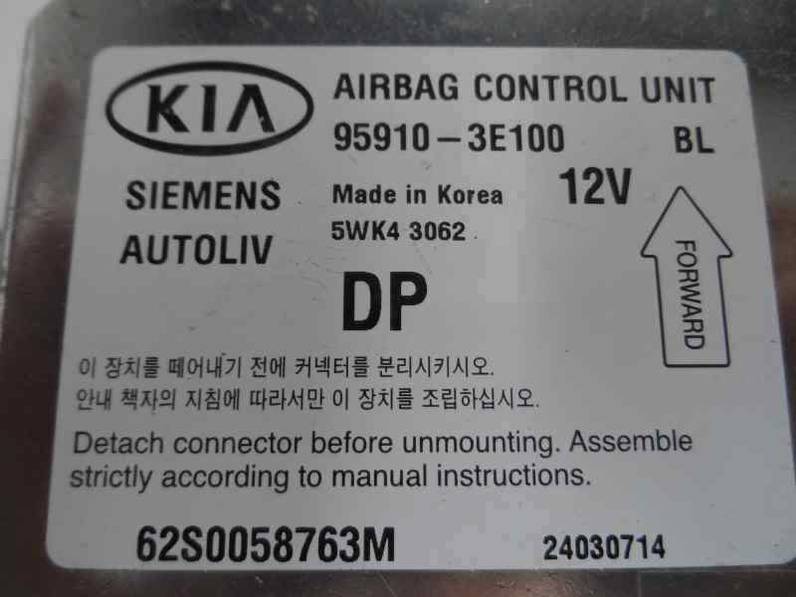 KIA
AIRBAG CONTROL UNIT
95910-3E100 BL
SIEMENS
AUTOLIV
Made in Korea 12V
5WK4 3062
DP
FORWARD
이 장치를 떼어내기 전에 커넥터를 분리시키시오.
안내 책자의 지침에 따라서만 이 장치를 조립하십시오.
Detach connector before unmounting. Assemble
strictly according to manual instructions.
62S0058763M 24030714